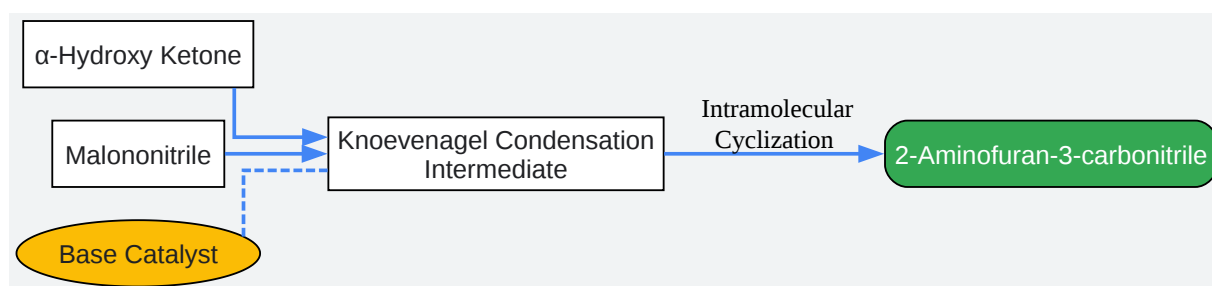 α-Hydroxy Ketone
Malononitrile
Base Catalyst
Knoevenagel Condensation
Intermediate
Intramolecular
Cyclization
2-Aminofuran-3-carbonitrile